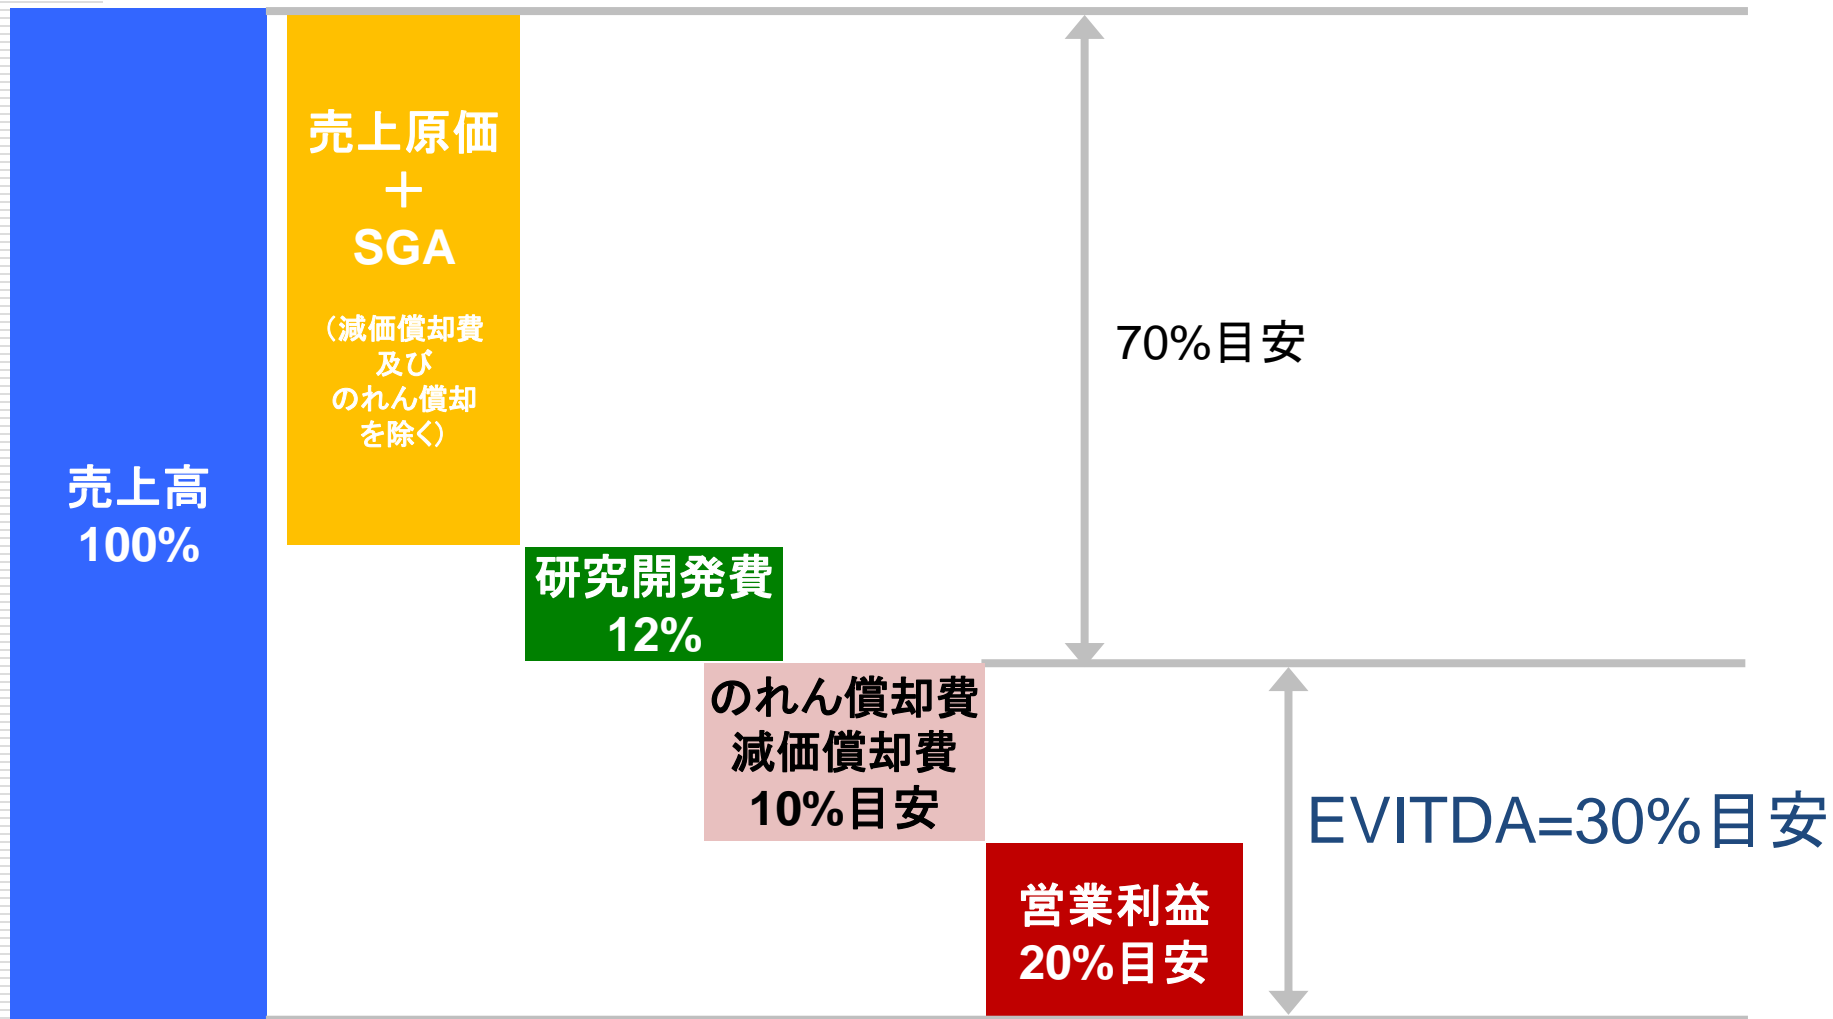 売上高
100%
売上原価
＋
SGA
（減価償却費
及び
のれん償却
を除く）
研究開発費
12%
のれん償却費
減価償却費
10%目安
営業利益
20%目安
70%目安
EVITDA=30%目安